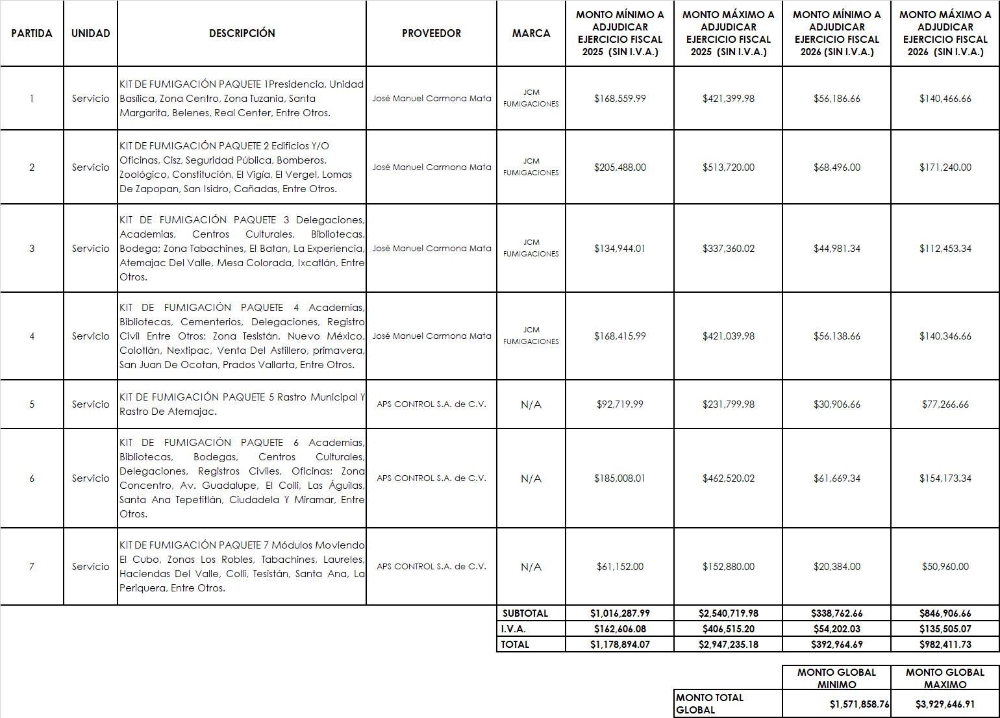 PARTIDA
UNIDAD
DESCRIPCIÓN
PROVEEDOR
MARCA
MONTO MÍNIMO A
ADJUDICAR
EJERCICIO FISCAL
2025 (SIN I.V.A.)
MONTO MÁXIMO A
ADJUDICAR
EJERCICIO FISCAL
2025 (SIN I.V.A.)
MONTO MÍNIMO A
ADJUDICAR
EJERCICIO FISCAL
2026 (SIN I.V.A.)
MONTO MÁXIMO A
ADJUDICAR
EJERCICIO FISCAL
2026 (SIN I.V.A.)
1
Servicio
KIT DE FUMIGACIÓN PAQUETE 1Presidencia, Unidad
Basílica, Zona Centro, Zona Tuzania, Santa
Margarita, Belenes, Real Center, Entre Otros.
José Manuel Carmona Mata
JCM
FUMIGACIONES
$168,559.99
$421,399.98
$56,186.66
$140,466.66
2
Servicio
KIT DE FUMIGACIÓN PAQUETE 2 Edificios Y/O
Oficinas, Cisz, Seguridad Pública, Bomberos,
Zoológico, Constitución, El Vigía, El Vergel, Lomas
De Zapopan, San Isidro, Cañadas, Entre Otros.
José Manuel Carmona Mata
JCM
FUMIGACIONES
$205,488.00
$513,720.00
$68,496.00
$171,240.00
3
Servicio
KIT DE FUMIGACIÓN PAQUETE 3 Delegaciones,
Academias, Centros Culturales, Bibliotecas,
Bodega; Zona Tabachines, El Batan, La Experiencia,
Atemajac Del Valle, Mesa Colorada, Ixcatlán, Entre
Otros.
José Manuel Carmona Mata
JCM
FUMIGACIONES
$134,944.01
$337,360.02
$44,981.34
$112,453.34
4
Servicio
KIT DE FUMIGACIÓN PAQUETE 4 Academias,
Bibliotecas, Cementerios, Delegaciones, Registro
Civil Entre Otros; Zona Tesistán, Nuevo México,
Colotlán, Nextipac, Venta Del Astillero, primavera,
San Juan De Ocotan, Prados Vallarta, Entre Otros.
José Manuel Carmona Mata
JCM
FUMIGACIONES
$168,415.99
$421,039.98
$56,138.66
$140,346.66
5
Servicio
KIT DE FUMIGACIÓN PAQUETE 5 Rastro Municipal Y
Rastro De Atemajac.
APS CONTROL S.A. de C.V.
N/A
$92,719.99
$231,799.98
$30,906.66
$77,266.66
6
Servicio
KIT DE FUMIGACIÓN PAQUETE 6 Academias,
Bibliotecas, Bodegas, Centros Culturales,
Delegaciones, Registros Civiles, Oficinas; Zona
Concentro, Av. Guadalupe, El Colli, Las Águilas,
Santa Ana Tepetitlán, Ciudadela Y Miramar, Entre
Otros.
APS CONTROL S.A. de C.V.
N/A
$185,008.01
$462,520.02
$61,669.34
$154,173.34
7
Servicio
KIT DE FUMIGACIÓN PAQUETE 7 Módulos Moviendo
El Cubo, Zonas Los Robles, Tabachines, Laureles,
Haciendas Del Valle, Colli, Tesistán, Santa Ana, La
Periquera, Entre Otros.
APS CONTROL S.A. de C.V.
N/A
$61,152.00
$152,880.00
$20,384.00
$50,960.00
SUBTOTAL
$1,016,287.99
$2,540,719.98
$338,762.66
$846,906.66
I.V.A.
$162,606.08
$406,515.20
$54,202.03
$135,505.07
TOTAL
$1,178,894.07
$2,947,235.18
$392,964.69
$982,411.73
MONTO GLOBAL
MINIMO
MONTO GLOBAL
MAXIMO
MONTO TOTAL
GLOBAL
$1,571,858.76
$3,929,646.91